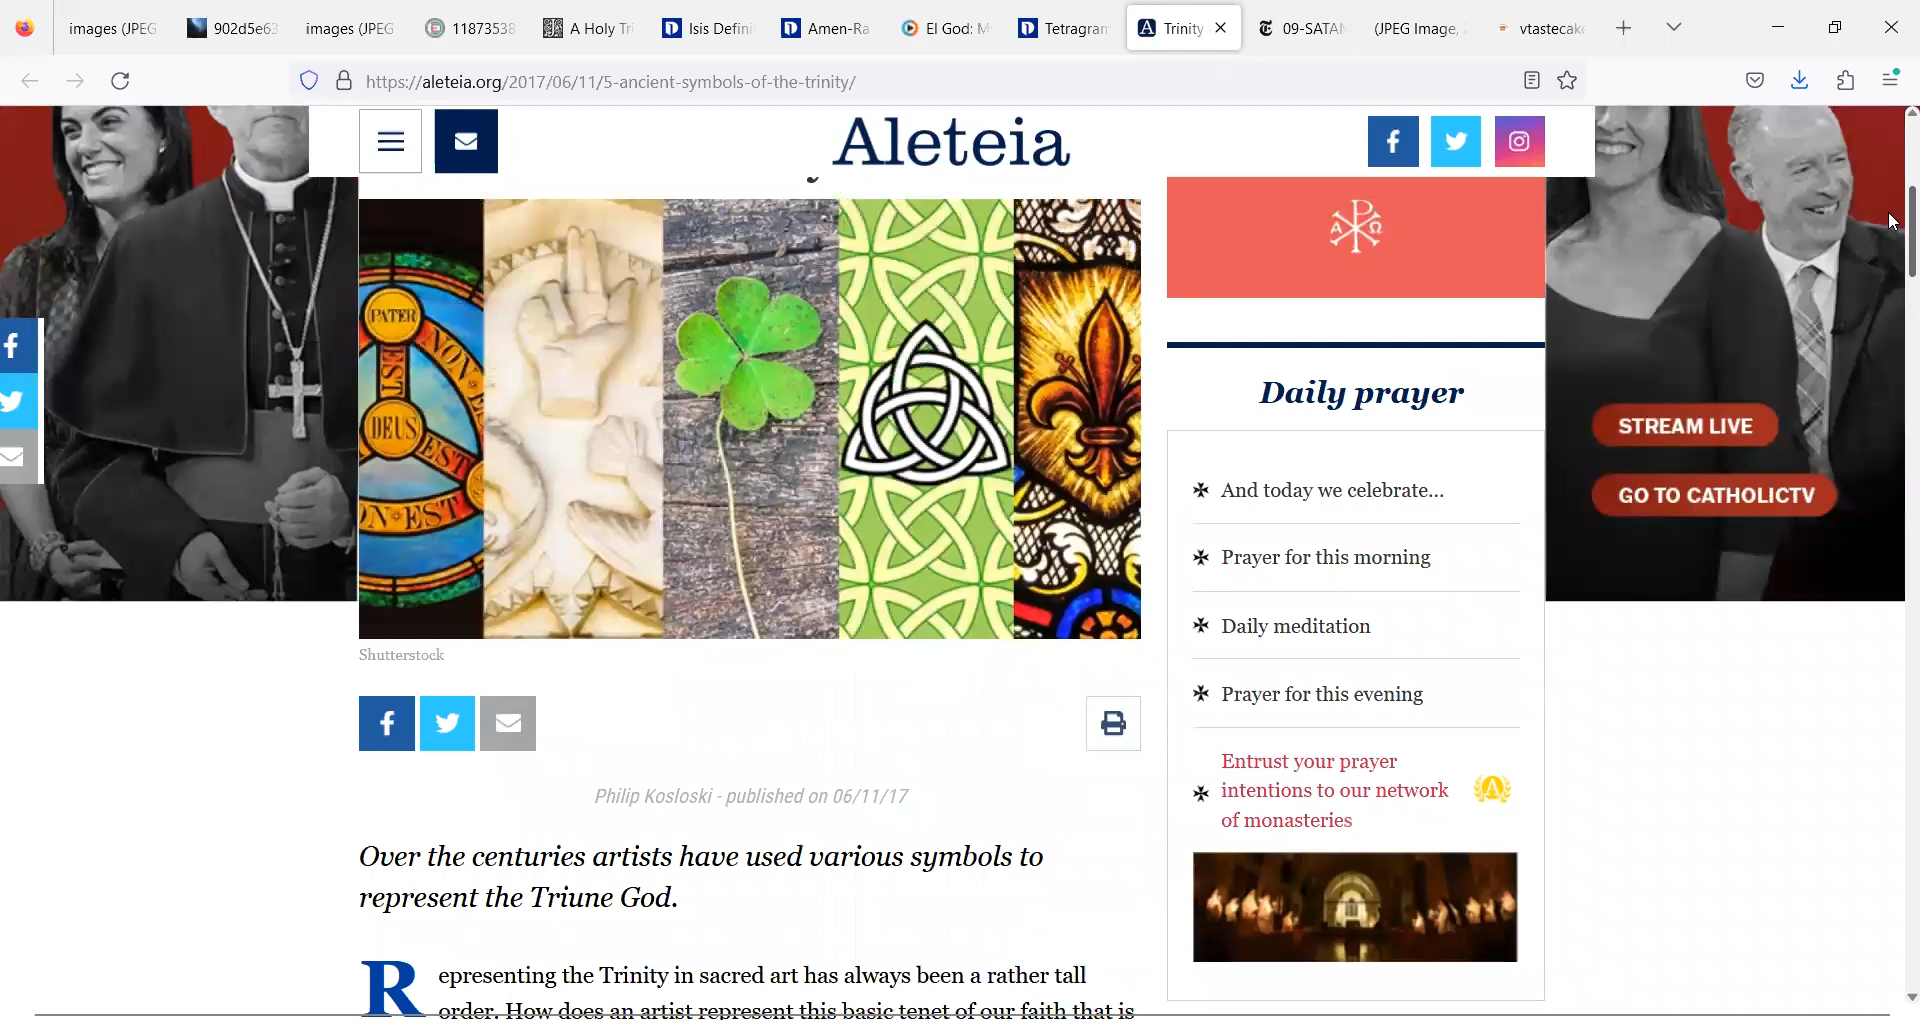 images (JPEG
902d5e63
images (JPEG
11873538
A Holy Tri
Isis Defini
Amen-Ra
El God: M
Tetragram
Trinity
09-SATAN
(JPEG Image,
vtastecake
https://aleteia.org/2017/06/11/5-ancient-symbols-of-the-trinity/
Aleteia
PATER
EST
NON
DEUS
EST
EST
Α Ω
Daily prayer
And today we celebrate...
Prayer for this morning
Daily meditation
Prayer for this evening
Entrust your prayer
intentions to our network
of monasteries
STREAM LIVE
GO TO CATHOLICTV
Shutterstock
Philip Kosloski - published on 06/11/17
Over the centuries artists have used various symbols to
represent the Triune God.
Representing the Trinity in sacred art has always been a rather tall
order. How does an artist represent this basic tenet of our faith that is